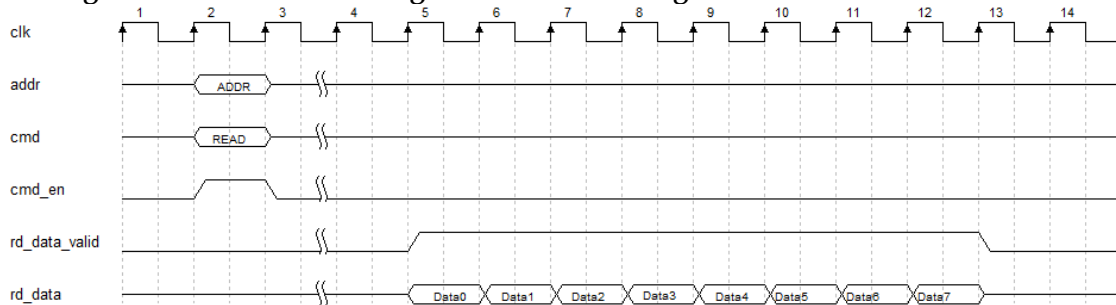 1 2 3 4 5 6 7 8 9 10 11 12 13 14
clk
addr ADDR
cmd READ
cmd_en
rd_data_valid
rd_data Data0 Data1 Data2 Data3 Data4 Data5 Data6 Data7